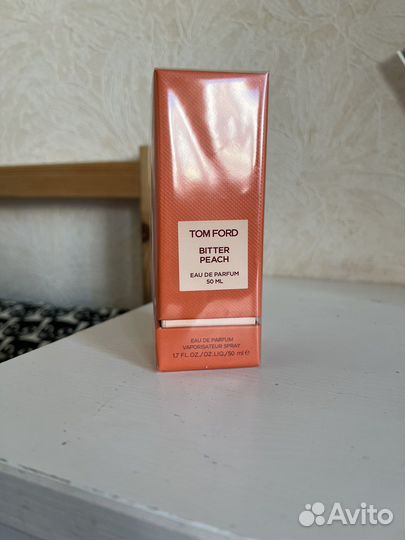 TOM FORD
BITTER
PEACH
EAU DE PARFUM
50 ML
EAU DE PARFUM
VAPORISATEUR SPRAY
1.7 FL.OZ./OZ.LIQ/50 ml e
Avito